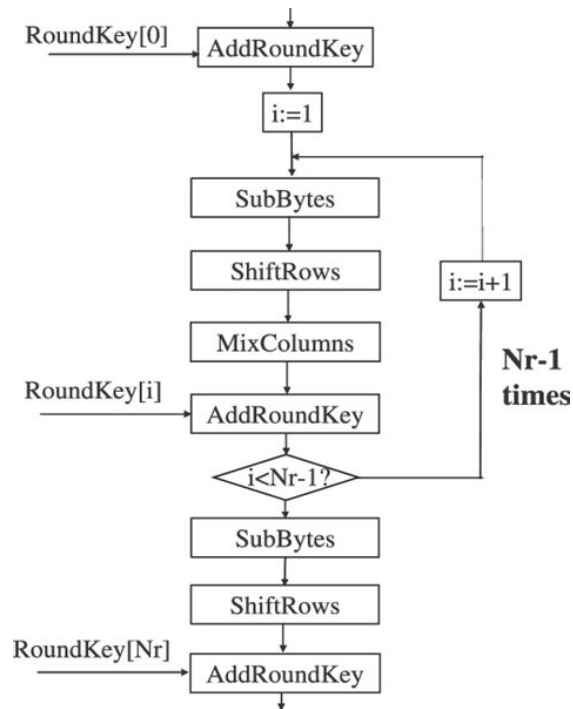 RoundKey[0]
AddRoundKey
i:=1
SubBytes
ShiftRows
i:=i+1
MixColumns
Nr-1
times
RoundKey[i]
AddRoundKey
i<Nr-1?
SubBytes
ShiftRows
RoundKey[Nr]
AddRoundKey